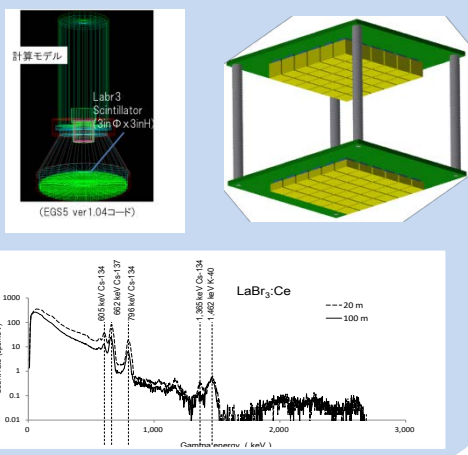 計算モデル
Labr3
Scintillator
(3inΦx3inH)
(EGS5 ver1.04コード)
605 keV Cs-134
662 keV Cs-137
796 keV Cs-134
1,365 keV Cs-134
1,462 keV K-40
LaBr3:Ce
20 m
100 m
1000
100
10
1
0.1
0.01
0
1,000
2,000
3,000
Gamma energy ( keV )